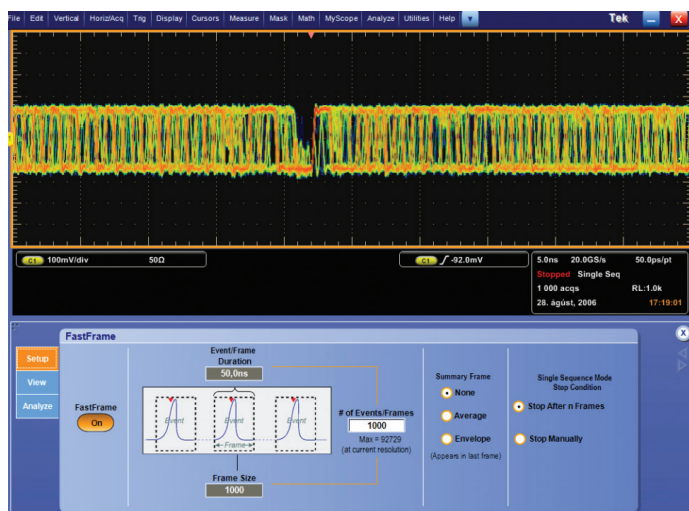 File Edit Vertical Horiz/Acq Trig Display Cursors Measure Mask Math MyScope Analyze Utilities Help Tek X
C1 100mV/div 50Ω
C1 -92.0mV
5.0ns 20.0GS/s 50.0ps/pt
Stopped Single Seq
1 000 acqs RL:1.0k
28. ágúst, 2006 17:19:01
FastFrame
X
Setup
View
Analyze
FastFrame
On
Event/Frame
Duration
50,0ns
Event Event Event
Frame
Frame Size
1000
# of Events/Frames
1000
Max = 92729
(at current resolution)
Summary Frame
None
Average
Envelope
(Appears in last frame)
Single Sequence Mode
Stop Condition
Stop After n Frames
Stop Manually